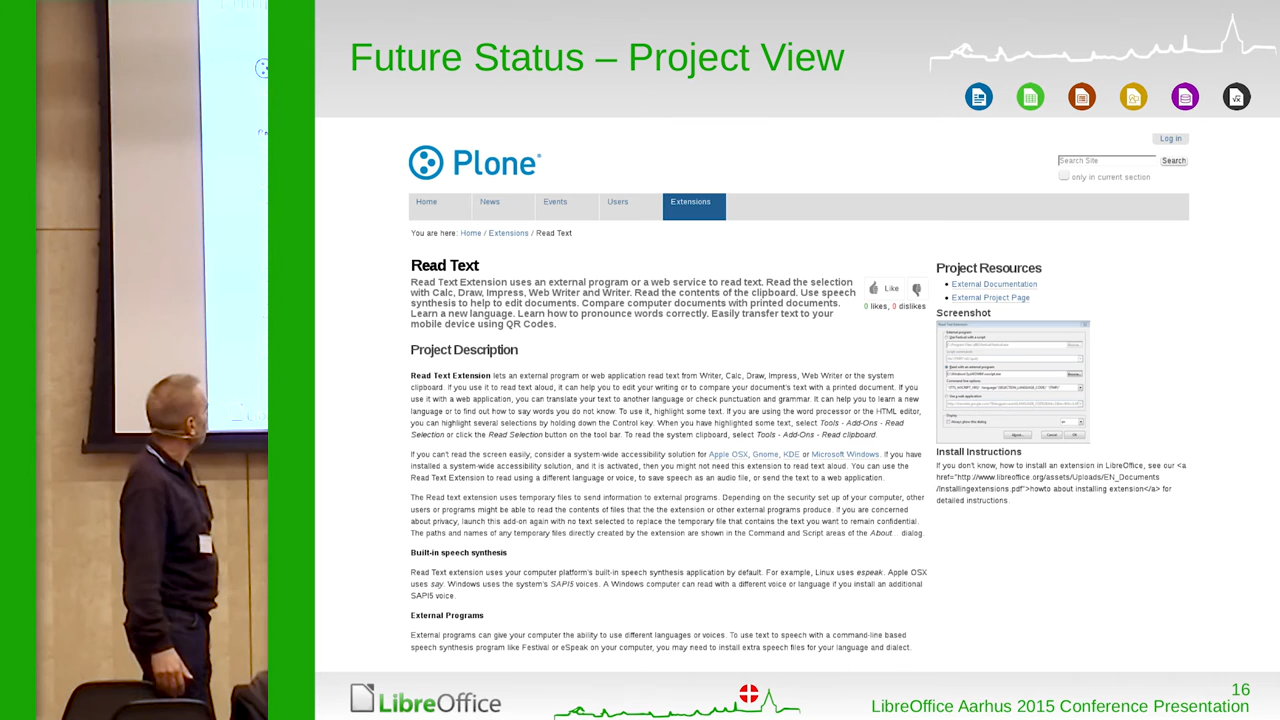 Future Status – Project View
Plone®
Log in
Search Site
Search
only in current section
Home
News
Events
Users
Extensions
You are here: Home / Extensions / Read Text
Read Text
Read Text Extension uses an external program or a web service to read text. Read the selection
with Calc, Draw, Impress, Web Writer and Writer. Read the contents of the clipboard. Use speech
synthesis to help to edit documents. Compare computer documents with printed documents.
Learn a new language. Learn how to pronounce words correctly. Easily transfer text to your
mobile device using QR Codes.
Like
0 likes, 0 dislikes
Project Description
Read Text Extension lets an external program or web application read text from Writer, Calc, Draw, Impress, Web Writer or the system
clipboard. If you use it to read text aloud, it can help you to edit your writing or to compare your document's text with a printed document. If you
use it with a web application, you can translate your text to another language or check punctuation and grammar. It can help you to learn a new
language or to find out how to say words you do not know. To use it, highlight some text. If you are using the word processor or the HTML editor,
you can highlight several selections by holding down the Control key. When you have highlighted some text, select Tools - Add-Ons - Read
Selection or click the Read Selection button on the tool bar. To read the system clipboard, select Tools - Add-Ons - Read clipboard.
If you can't read the screen easily, consider a system-wide accessibility solution for Apple OSX, Gnome, KDE or Microsoft Windows. If you have
installed a system-wide accessibility solution, and it is activated, then you might not need this extension to read text aloud. You can use the
Read Text Extension to read using a different language or voice, to save speech as an audio file, or send the text to a web application.
The Read text extension uses temporary files to send information to external programs. Depending on the security set up of your computer, other
users or programs might be able to read the contents of files that the the extension or other external programs produce. If you are concerned
about privacy, launch this add-on again with no text selected to replace the temporary file that contains the text you want to remain confidential.
The paths and names of any temporary files directly created by the extension are shown in the Command and Script areas of the About... dialog.
Built-in speech synthesis
Read Text extension uses your computer platform's built-in speech synthesis application by default. For example, Linux uses espeak. Apple OSX
uses say. Windows uses the system's SAPI5 voices. A Windows computer can read with a different voice or language if you install an additional
SAPI5 voice.
External Programs
External programs can give your computer the ability to use different languages or voices. To use text to speech with a command-line based
speech synthesis program like Festival or eSpeak on your computer, you may need to install extra speech files for your language and dialect.
Project Resources
External Documentation
External Project Page
Screenshot
Install Instructions
If you don't know, how to install an extension in LibreOffice, see our <a
href="http://www.libreoffice.org/assets/Uploads/EN_Documents
/Installingextensions.pdf">howto about installing extension</a> for
detailed instructions.
LibreOffice
16
LibreOffice Aarhus 2015 Conference Presentation